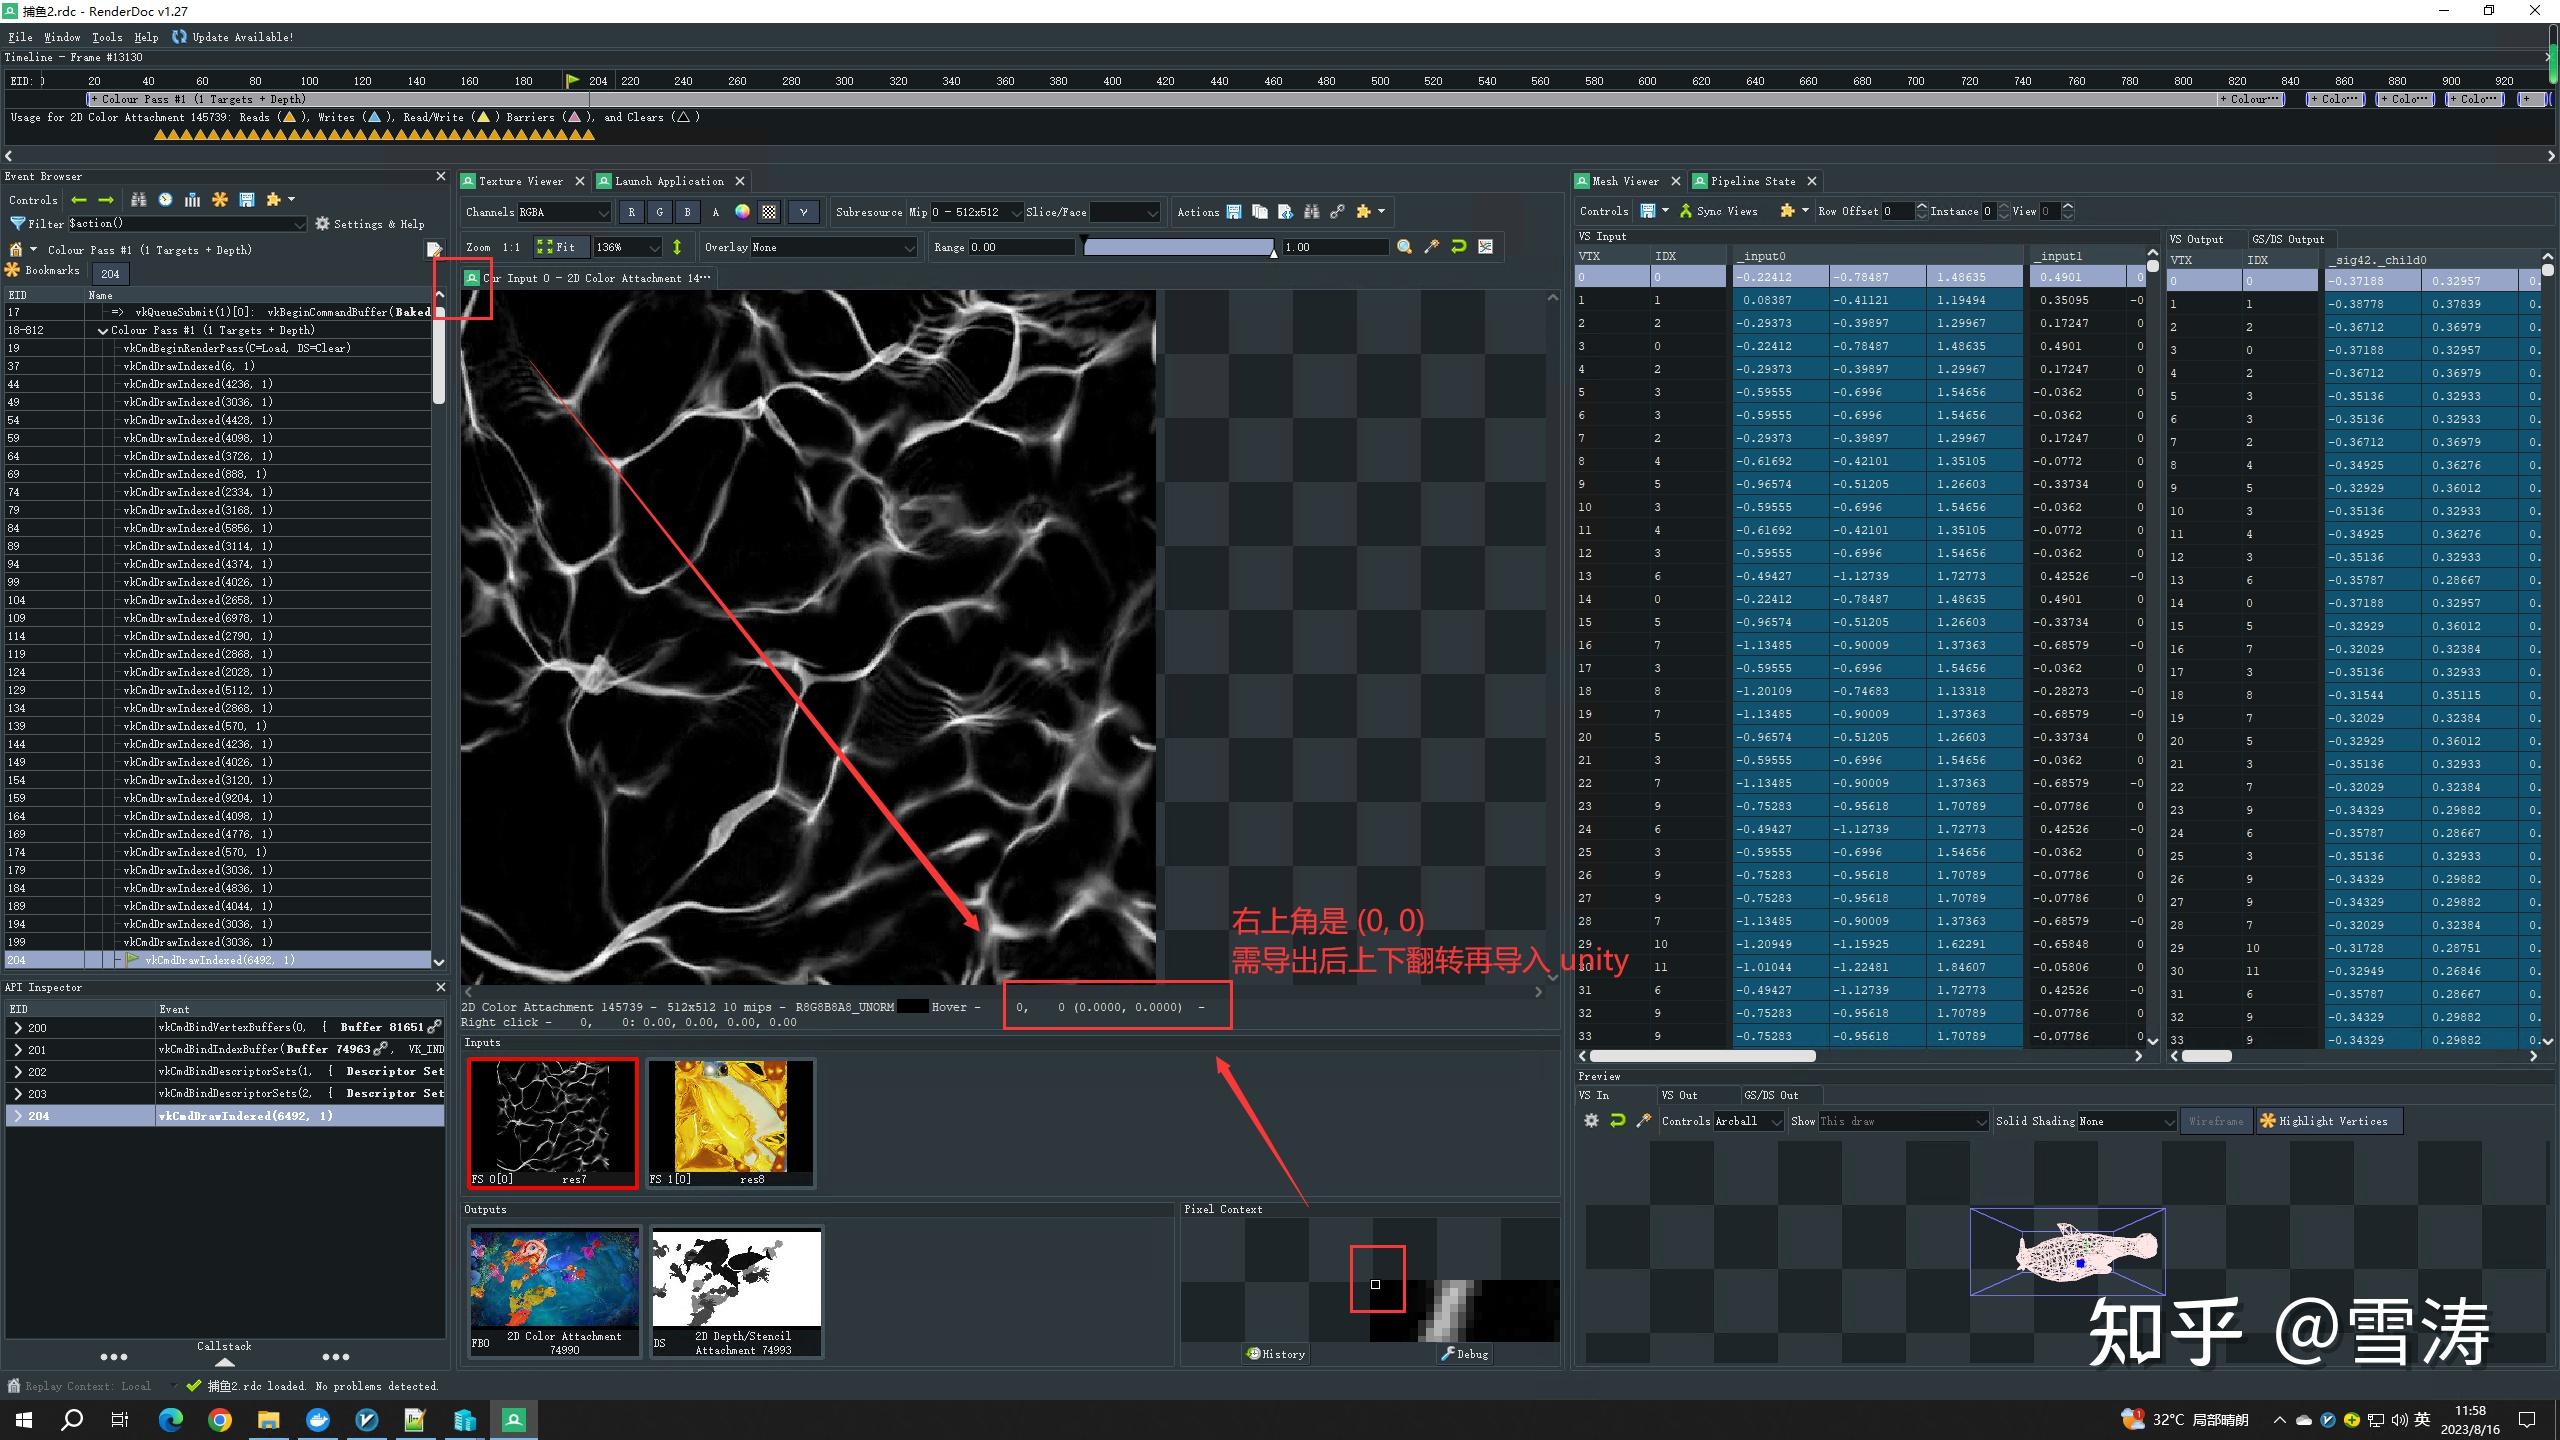 捕鱼2.rdc - RenderDoc v1.27
File Window Tools Help Update Available!
Timeline - Frame #13130
EID: 0 20 40 60 80 100 120 140 160 180 204 220 240 260 280 300 320 340 360 380 400 420 440 460 480 500 520 540 560 580 600 620 640 660 680 700 720 740 760 780 800 820 840 860 880 900 920
+ Colour Pass #1 (1 Targets + Depth) + Colour··· + Colo··· + Colo··· + Colo··· +
Usage for 2D Color Attachment 145739: Reads ( ), Writes ( ), Read/Write ( ) Barriers ( ), and Clears ( )
Event Browser
Controls
Filter $action() Settings & Help
Colour Pass #1 (1 Targets + Depth)
Bookmarks 204
EID Name
17 => vkQueueSubmit(1)[0]: vkBeginCommandBuffer(Baked
18-812 Colour Pass #1 (1 Targets + Depth)
19 vkCmdBeginRenderPass(C=Load, DS=Clear)
37 vkCmdDrawIndexed(6, 1)
44 vkCmdDrawIndexed(4236, 1)
49 vkCmdDrawIndexed(3036, 1)
54 vkCmdDrawIndexed(4428, 1)
59 vkCmdDrawIndexed(4098, 1)
64 vkCmdDrawIndexed(3726, 1)
69 vkCmdDrawIndexed(888, 1)
74 vkCmdDrawIndexed(2334, 1)
79 vkCmdDrawIndexed(3168, 1)
84 vkCmdDrawIndexed(5856, 1)
89 vkCmdDrawIndexed(3114, 1)
94 vkCmdDrawIndexed(4374, 1)
99 vkCmdDrawIndexed(4026, 1)
104 vkCmdDrawIndexed(2658, 1)
109 vkCmdDrawIndexed(6978, 1)
114 vkCmdDrawIndexed(2790, 1)
119 vkCmdDrawIndexed(2868, 1)
124 vkCmdDrawIndexed(2028, 1)
129 vkCmdDrawIndexed(5112, 1)
134 vkCmdDrawIndexed(2868, 1)
139 vkCmdDrawIndexed(570, 1)
144 vkCmdDrawIndexed(4236, 1)
149 vkCmdDrawIndexed(4026, 1)
154 vkCmdDrawIndexed(3120, 1)
159 vkCmdDrawIndexed(9204, 1)
164 vkCmdDrawIndexed(4098, 1)
169 vkCmdDrawIndexed(4776, 1)
174 vkCmdDrawIndexed(570, 1)
179 vkCmdDrawIndexed(3036, 1)
184 vkCmdDrawIndexed(4836, 1)
189 vkCmdDrawIndexed(4044, 1)
194 vkCmdDrawIndexed(3036, 1)
199 vkCmdDrawIndexed(3036, 1)
204 vkCmdDrawIndexed(6492, 1)
API Inspector
EID Event
200 vkCmdBindVertexBuffers(0, { Buffer 81651
201 vkCmdBindIndexBuffer(Buffer 74963 , VK_IND
202 vkCmdBindDescriptorSets(1, { Descriptor Set
203 vkCmdBindDescriptorSets(2, { Descriptor Set
204 vkCmdDrawIndexed(6492, 1)
Callstack
Texture Viewer Launch Application
Channels RGBA R G B A γ Subresource Mip 0 - 512x512 Slice/Face Actions
Zoom 1:1 Fit 136% Overlay None Range 0.00 1.00
Cur Input 0 - 2D Color Attachment 14···
右上角是 (0, 0)
需导出后上下翻转再导入 unity
2D Color Attachment 145739 - 512x512 10 mips - R8G8B8A8_UNORM Hover - 0, 0 (0.0000, 0.0000) -
Right click - 0, 0: 0.00, 0.00, 0.00, 0.00
Inputs
FS 0[0] res7 FS 1[0] res8
Outputs
FBO 2D Color Attachment 74990
DS 2D Depth/Stencil Attachment 74993
Pixel Context
History Debug
Mesh Viewer Pipeline State
Controls Sync Views Row Offset 0 Instance 0 View 0
VS Input
VTX IDX _input0 _input1
0 0 -0.22412 -0.78487 1.48635 0.4901 0
1 1 0.08387 -0.41121 1.19494 0.35095 -0
2 2 -0.29373 -0.39897 1.29967 0.17247 0
3 0 -0.22412 -0.78487 1.48635 0.4901 0
4 2 -0.29373 -0.39897 1.29967 0.17247 0
5 3 -0.59555 -0.6996 1.54656 -0.0362 0
6 3 -0.59555 -0.6996 1.54656 -0.0362 0
7 2 -0.29373 -0.39897 1.29967 0.17247 0
8 4 -0.61692 -0.42101 1.35105 -0.0772 0
9 5 -0.96574 -0.51205 1.26603 -0.33734 0
10 3 -0.59555 -0.6996 1.54656 -0.0362 0
11 4 -0.61692 -0.42101 1.35105 -0.0772 0
12 3 -0.59555 -0.6996 1.54656 -0.0362 0
13 6 -0.49427 -1.12739 1.72773 0.42526 -0
14 0 -0.22412 -0.78487 1.48635 0.4901 0
15 5 -0.96574 -0.51205 1.26603 -0.33734 0
16 7 -1.13485 -0.90009 1.37363 -0.68579 -0
17 3 -0.59555 -0.6996 1.54656 -0.0362 0
18 8 -1.20109 -0.74683 1.13318 -0.28273 -0
19 7 -1.13485 -0.90009 1.37363 -0.68579 -0
20 5 -0.96574 -0.51205 1.26603 -0.33734 0
21 3 -0.59555 -0.6996 1.54656 -0.0362 0
22 7 -1.13485 -0.90009 1.37363 -0.68579 -0
23 9 -0.75283 -0.95618 1.70789 -0.07786 0
24 6 -0.49427 -1.12739 1.72773 0.42526 -0
25 3 -0.59555 -0.6996 1.54656 -0.0362 0
26 9 -0.75283 -0.95618 1.70789 -0.07786 0
27 9 -0.75283 -0.95618 1.70789 -0.07786 0
28 7 -1.13485 -0.90009 1.37363 -0.68579 -0
29 10 -1.20949 -1.15925 1.62291 -0.65848 -0
30 11 -1.01044 -1.22481 1.84607 -0.05806 -0
31 6 -0.49427 -1.12739 1.72773 0.42526 -0
32 9 -0.75283 -0.95618 1.70789 -0.07786 0
33 9 -0.75283 -0.95618 1.70789 -0.07786 0
VS Output GS/DS Output
VTX IDX _sig42._child0
0 0 -0.37188 0.32957
1 1 -0.38778 0.37839 0.
2 2 -0.36712 0.36979 0.
3 0 -0.37188 0.32957 0.
4 2 -0.36712 0.36979 0.
5 3 -0.35136 0.32933 0.
6 3 -0.35136 0.32933 0.
7 2 -0.36712 0.36979 0.
8 4 -0.34925 0.36276 0.
9 5 -0.32929 0.36012 0.
10 3 -0.35136 0.32933 0.
11 4 -0.34925 0.36276 0.
12 3 -0.35136 0.32933 0.
13 6 -0.35787 0.28667 0.
14 0 -0.37188 0.32957 0.
15 5 -0.32929 0.36012 0.
16 7 -0.32029 0.32384 0.
17 3 -0.35136 0.32933 0.
18 8 -0.31544 0.35115 0.
19 7 -0.32029 0.32384 0.
20 5 -0.32929 0.36012 0.
21 3 -0.35136 0.32933 0.
22 7 -0.32029 0.32384 0.
23 9 -0.34329 0.29882 0.
24 6 -0.35787 0.28667 0.
25 3 -0.35136 0.32933 0.
26 9 -0.34329 0.29882 0.
27 9 -0.34329 0.29882 0.
28 7 -0.32029 0.32384 0.
29 10 -0.31728 0.28751 0.
30 11 -0.32949 0.26846 0.
31 6 -0.35787 0.28667 0.
32 9 -0.34329 0.29882 0.
33 9 -0.34329 0.29882 0.
Preview
VS In VS Out GS/DS Out
Controls Arcball Show This draw Solid Shading None Wireframe Highlight Vertices
知乎 @雪涛
Replay Context: Local 捕鱼2.rdc loaded. No problems detected.
32°C 局部晴朗 英 11:58
2023/8/16